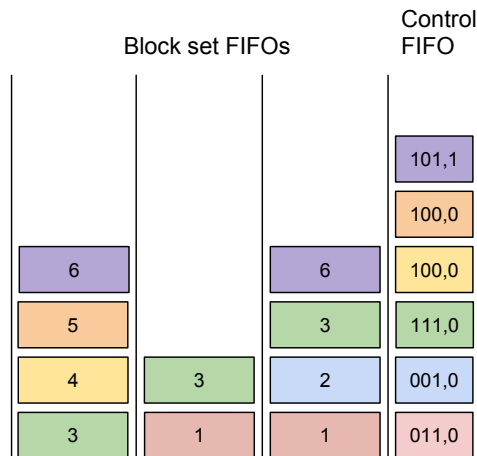 Block set FIFOs
Control
FIFO
101,1
100,0
6 6 100,0
5 3 111,0
4 3 2 001,0
3 1 1 011,0